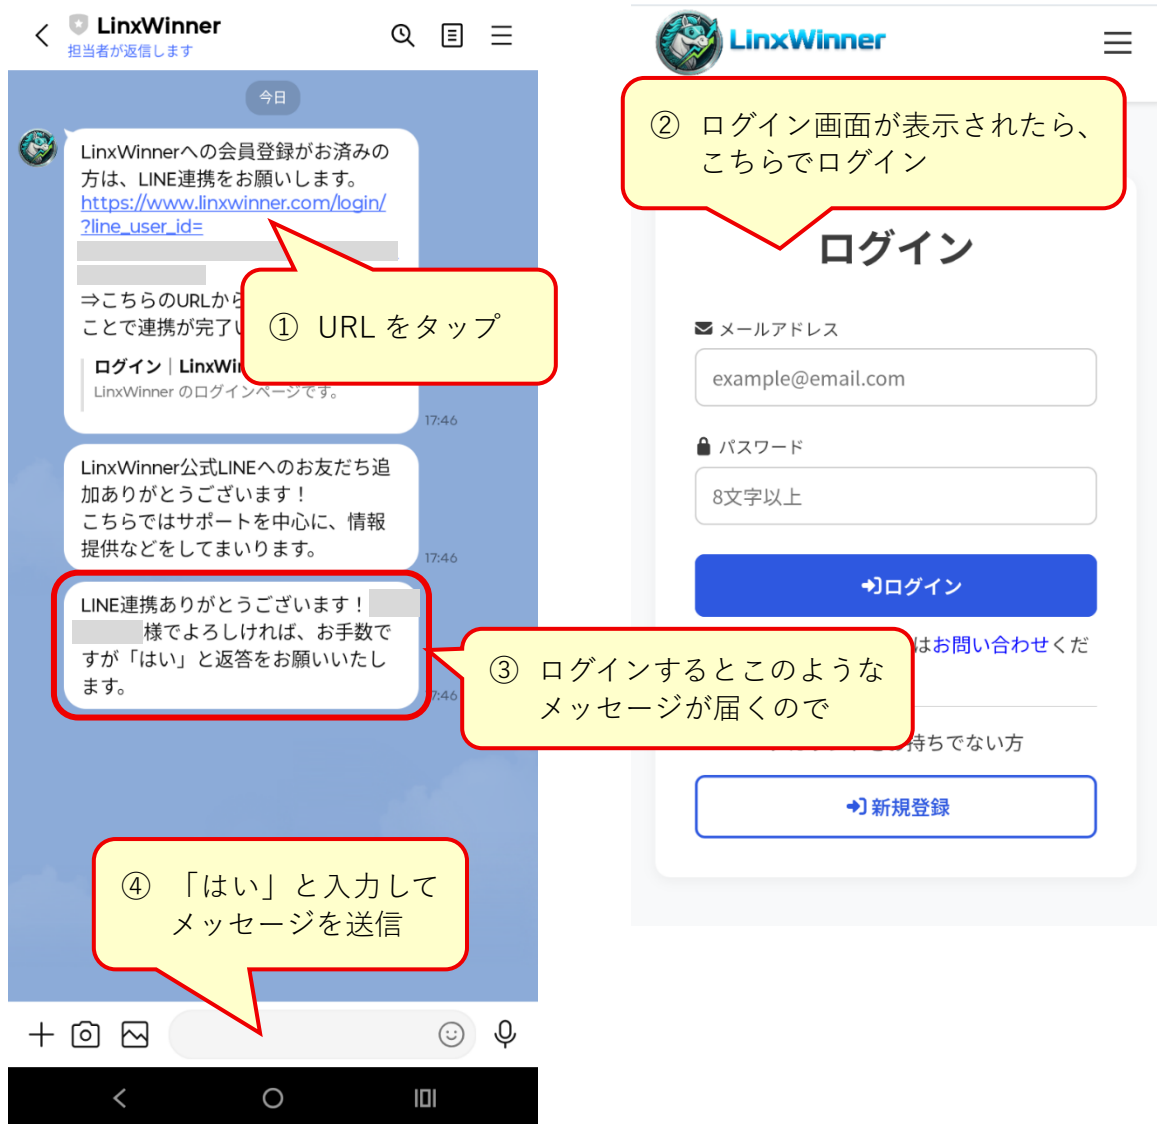 LinxWinner
担当者が返信します
今日
LinxWinnerへの会員登録がお済みの
方は、LINE連携をお願いします。
https://www.linxwinner.com/login/
?line_user_id=
⇒こちらのURLから
ことで連携が完了い
ログイン｜LinxWin
LinxWinner のログインページです。
17:46
① URL をタップ
LinxWinner公式LINEへのお友だち追
加ありがとうございます！
こちらではサポートを中心に、情報
提供などをしてまいります。
17:46
LINE連携ありがとうございます！
様でよろしければ、お手数で
すが「はい」と返答をお願いいたし
ます。
17:46
③ ログインするとこのような
メッセージが届くので
④ 「はい」と入力して
メッセージを送信
LinxWinner
② ログイン画面が表示されたら、
こちらでログイン
ログイン
メールアドレス
example@email.com
パスワード
8文字以上
ログイン
はお問い合わせくだ
お持ちでない方
新規登録